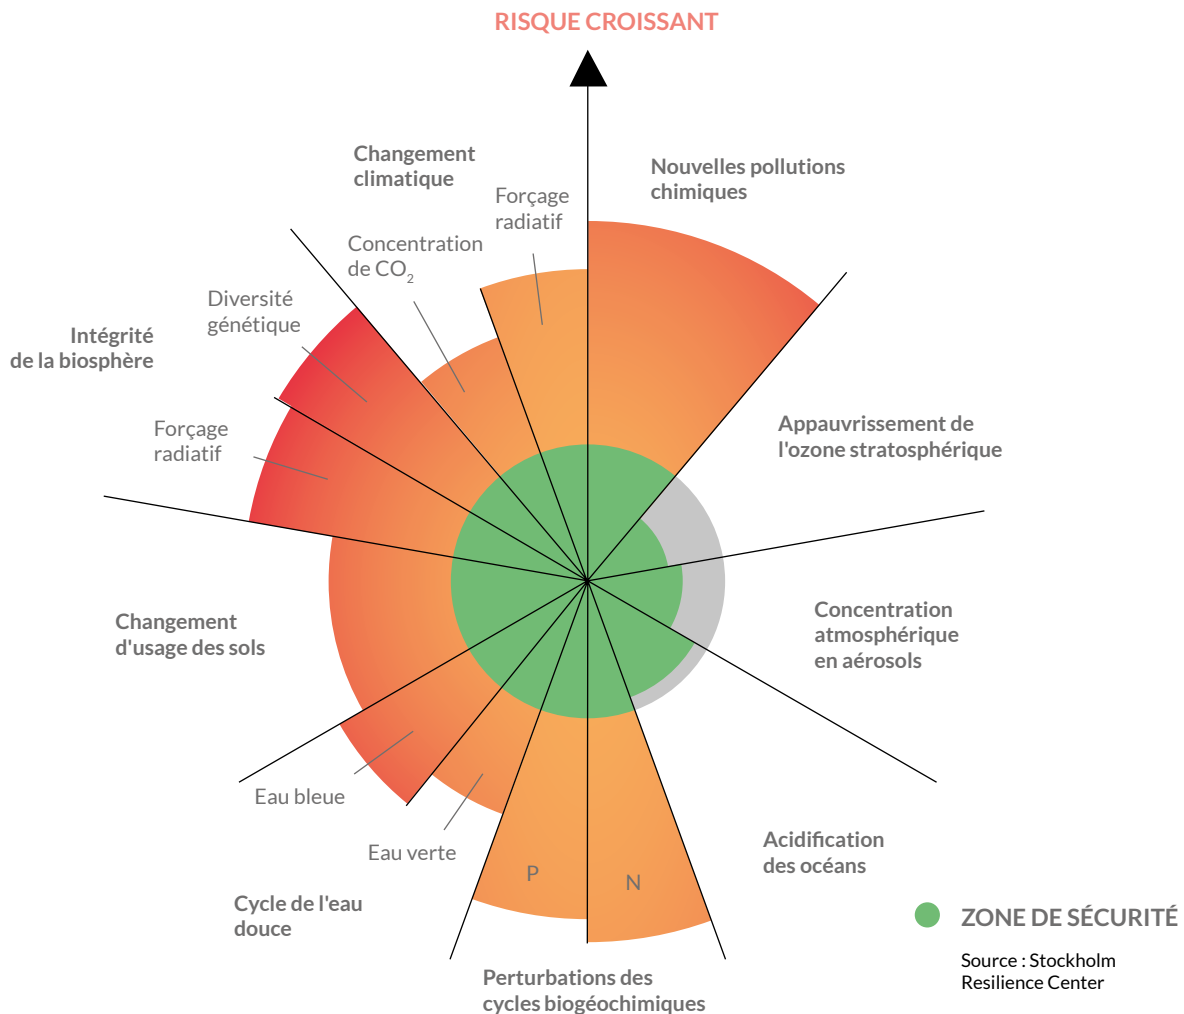 RISQUE CROISSANT
Changement
climatique
Forçage
radiatif
Concentration
de CO₂
Nouvelles pollutions
chimiques
Diversité
génétique
Intégrité
de la biosphère
Forçage
radiatif
Appauvrissement de
l'ozone stratosphérique
Changement
d'usage des sols
Concentration
atmosphérique
en aérosols
Eau bleue
Eau verte
Cycle de l'eau
douce
P
N
Perturbations des
cycles biogéochimiques
Acidification
des océans
ZONE DE SÉCURITÉ
Source : Stockholm
Resilience Center